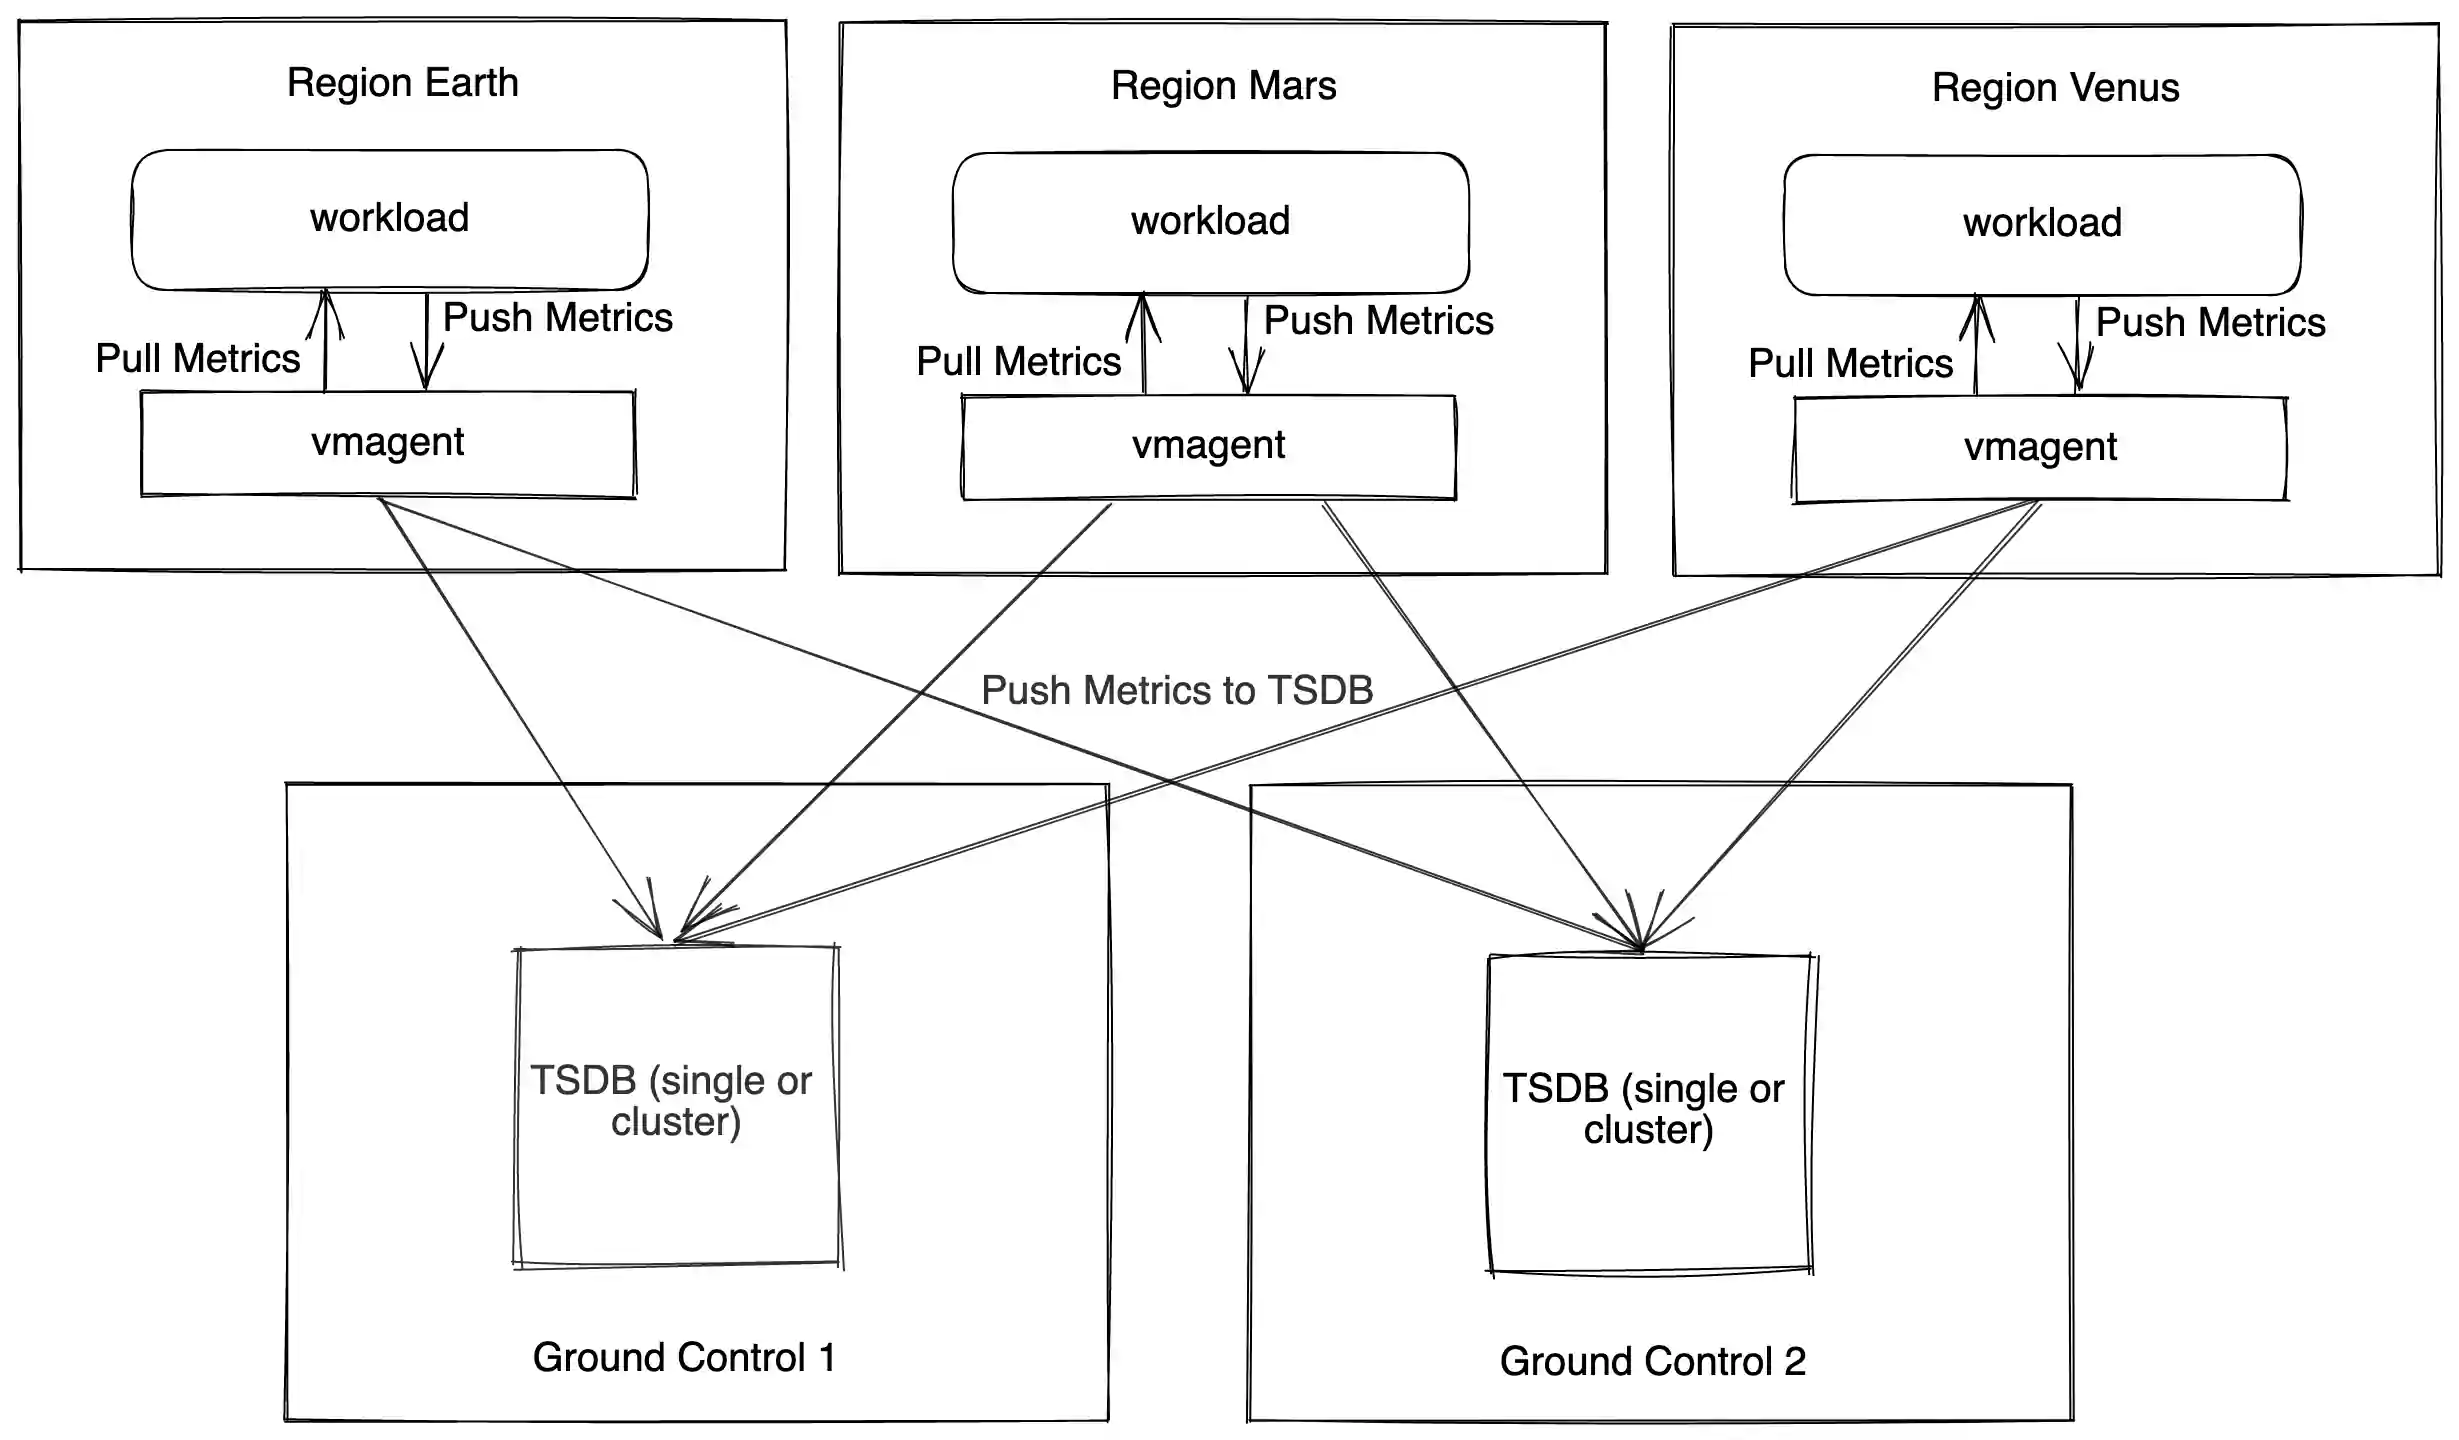 Region Earth
Region Mars
Region Venus
workload
workload
workload
Push Metrics
Pull Metrics
Push Metrics
Pull Metrics
Push Metrics
Pull Metrics
vmagent
vmagent
vmagent
Push Metrics to TSDB
TSDB (single or
cluster)
TSDB (single or
cluster)
Ground Control 1
Ground Control 2